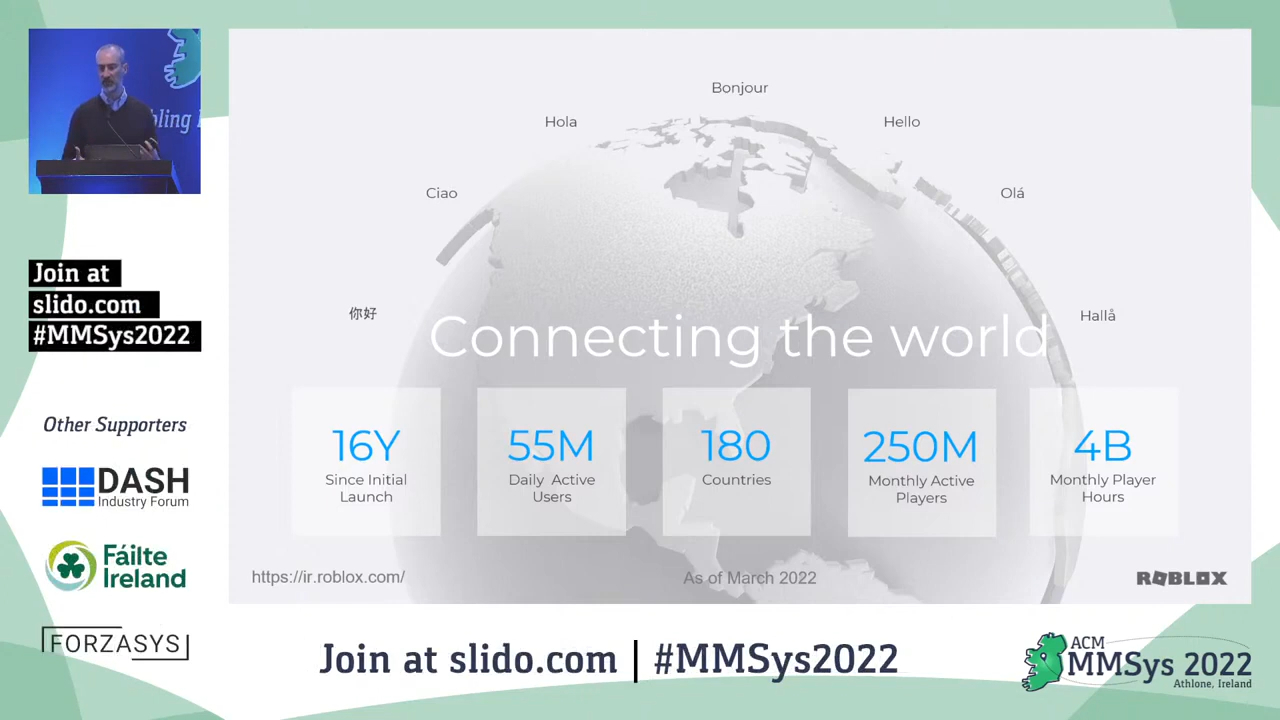 bling
Join at
slido.com
#MMSys2022
Other Supporters
DASH
Industry Forum
Fáilte
Ireland
FORZASYS
Bonjour
Hola
Hello
Ciao
Olá
你好
Hallå
Connecting the world
16Y
Since Initial
Launch
55M
Daily Active
Users
180
Countries
250M
Monthly Active
Players
4B
Monthly Player
Hours
https://ir.roblox.com/
As of March 2022
ROBLOX
Join at slido.com | #MMSys2022
ACM
MMSys 2022
Athlone, Ireland